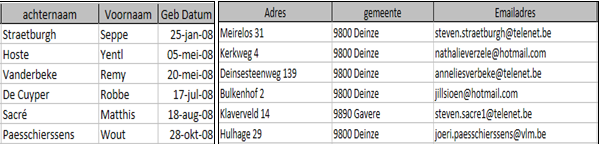 achternaam Voornaam Geb Datum Adres gemeente Emailadres
Straetburgh Seppe 25-jan-08 Meirelos 31 9800 Deinze steven.straetburgh@telenet.be
Hoste Yentl 05-mei-08 Kerkweg 4 9800 Deinze nathalieverzele@hotmail.com
Vanderbeke Remy 20-mei-08 Deinsesteenweg 139 9800 Deinze anneliesverbeke@telenet.be
De Cuyper Robbe 17-jul-08 Bulkenhof 2 9800 Deinze jillsioen@hotmail.com
Sacré Matthis 18-aug-08 Klaverveld 14 9890 Gavere steven.sacre1@telenet.be
Paesschierssens Wout 28-okt-08 Hulhage 29 9800 Deinze joeri.paesschierssens@vlm.be